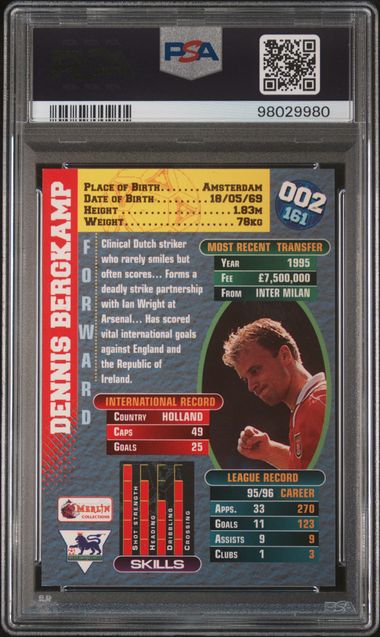 PSA
98029980
DENNIS BERGKAMP
FORWARD
PLACE OF BIRTH..... AMSTERDAM
DATE OF BIRTH..... 18/05/69
HEIGHT..... 1.83M
WEIGHT..... 78KG
002
161
Clinical Dutch striker
who rarely smiles but
often scores... Forms a
deadly strike partnership
with Ian Wright at
Arsenal... Has scored
vital international goals
against England and
the Republic of
Ireland.
MOST RECENT TRANSFER
YEAR 1995
FEE £7,500,000
FROM INTER MILAN
INTERNATIONAL RECORD
COUNTRY HOLLAND
CAPS 49
GOALS 25
SHOT STRENGTH
HEADING
DRIBBLING
CROSSING
SKILLS
MERLIN
COLLECTIONS
LEAGUE RECORD
95/96 CAREER
APPS. 33 270
GOALS 11 123
ASSISTS 9 9
CLUBS 1 3
PSA